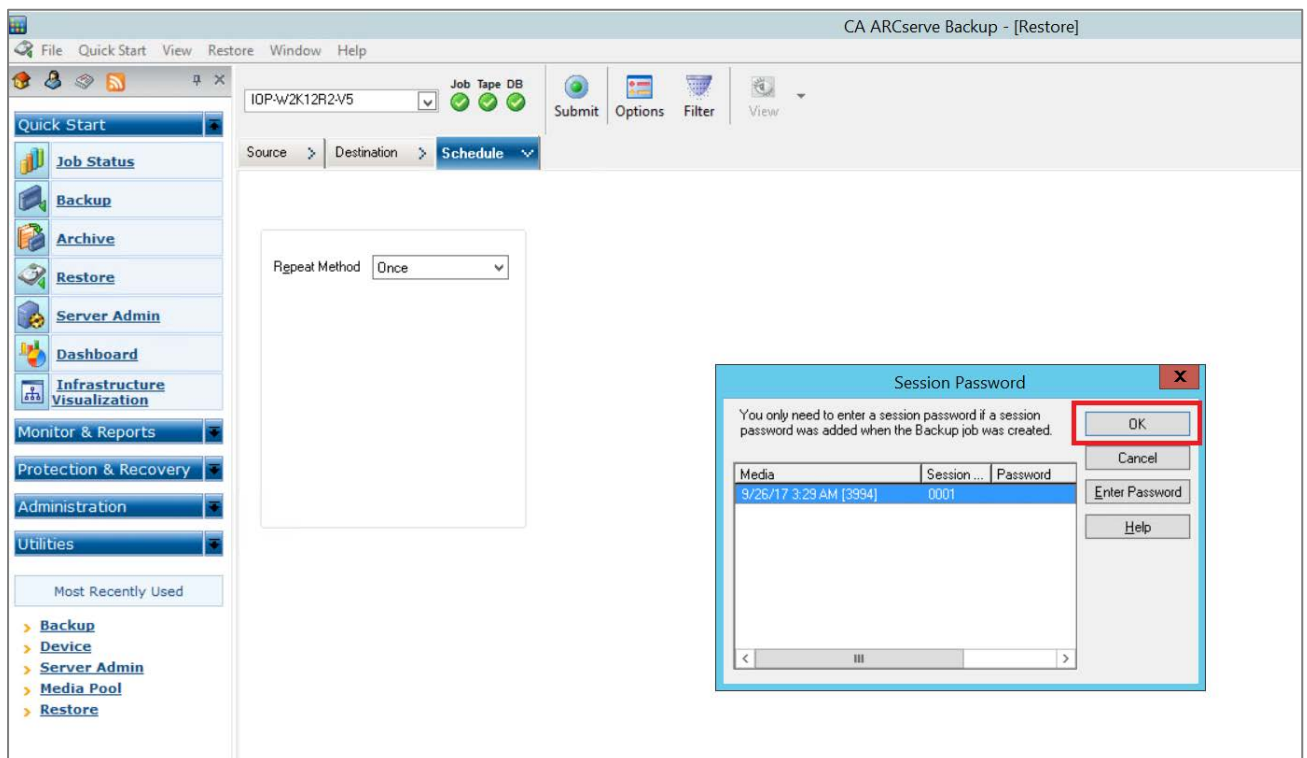 CA ARCserve Backup - [Restore]
File Quick Start View Restore Window Help
Job Tape DB
IOP-W2K12R2-V5
Submit Options Filter View
Quick Start
Source Destination Schedule
Job Status
Backup
Archive
Restore
Server Admin
Dashboard
Infrastructure
Visualization
Monitor & Reports
Protection & Recovery
Administration
Utilities
Most Recently Used
Backup
Device
Server Admin
Media Pool
Restore
Repeat Method Once
Session Password
X
You only need to enter a session password if a session
password was added when the Backup job was created.
OK
Cancel
Enter Password
Help
Media Session ... Password
9/26/17 3:29 AM [3994] 0001